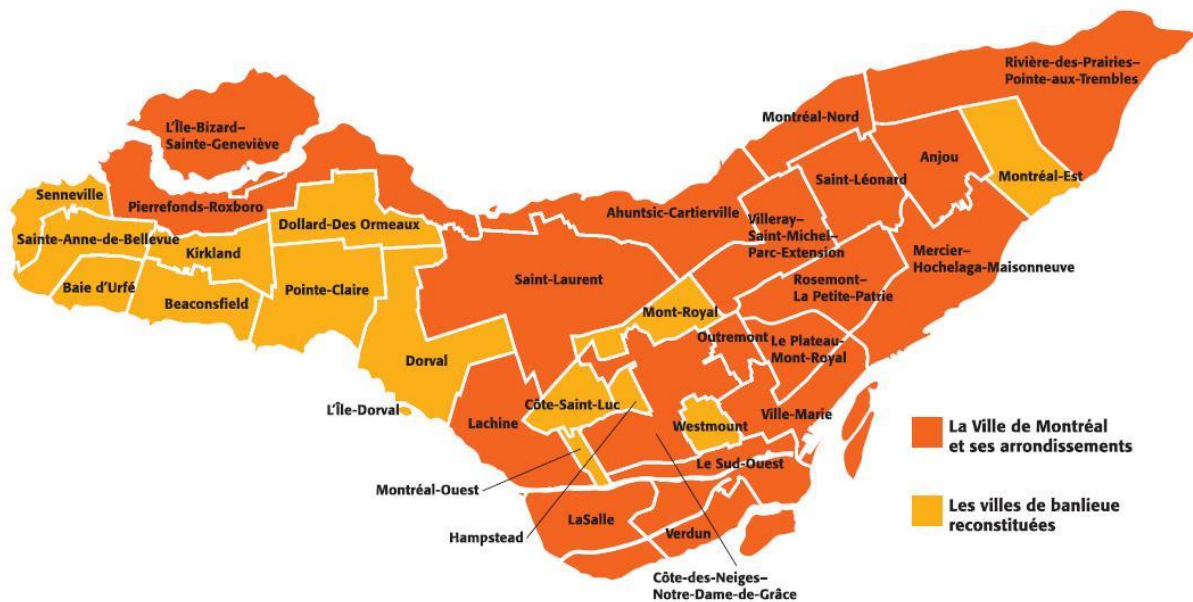 Rivière-des-Prairies–
Pointe-aux-Trembles
Montréal-Nord
L'Île-Bizard–
Sainte-Geneviève
Anjou
Saint-Léonard
Montréal-Est
Senneville
Pierrefonds-Roxboro
Ahuntsic-Cartierville
Villeray–
Saint-Michel–
Parc-Extension
Dollard-Des Ormeaux
Sainte-Anne-de-Bellevue
Kirkland
Mercier–
Hochelaga-Maisonneuve
Saint-Laurent
Rosemont–
La Petite-Patrie
Baie d'Urfé
Beaconsfield
Pointe-Claire
Mont-Royal
Outremont
Le Plateau-
Mont-Royal
Dorval
L'Île-Dorval
Côte-Saint-Luc
Lachine
Westmount
Ville-Marie
La Ville de Montréal
et ses arrondissements
Le Sud-Ouest
Montréal-Ouest
Les villes de banlieue
reconstituées
LaSalle
Hampstead
Verdun
Côte-des-Neiges–
Notre-Dame-de-Grâce